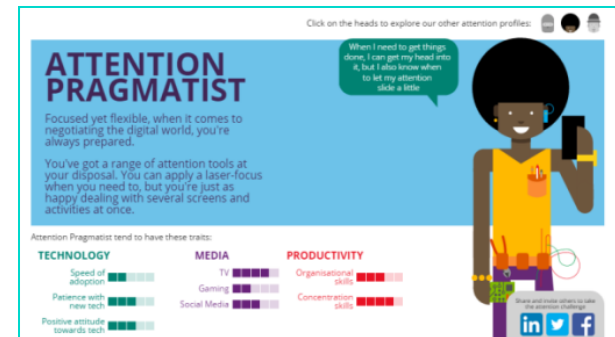 Click on the heads to explore our other attention profiles:
ATTENTION
PRAGMATIST
When I need to get things
done, I can get my head into
it, but I also know when
to let my attention
slide a little
Focused yet flexible, when it comes to
negotiating the digital world, you're
always prepared.
You've got a range of attention tools at
your disposal. You can apply a laser-focus
when you need to, but you're just as
happy dealing with several screens and
activities at once.
Attention Pragmatist tend to have these traits:
TECHNOLOGY
Speed of
adoption
Patience with
new tech
Positive attitude
towards tech
MEDIA
TV
Gaming
Social Media
PRODUCTIVITY
Organisational
skills
Concentration
skills
Share and invite others to take
the attention challenge
in
f